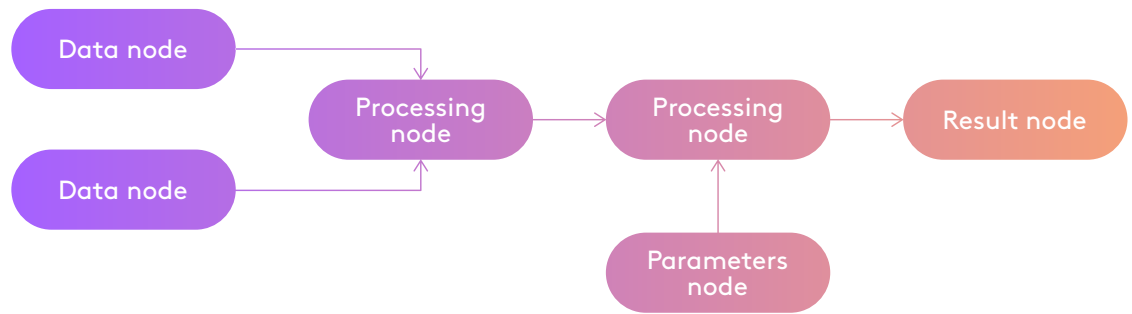 Data node
Data node
Processing
node
Processing
node
Result node
Parameters
node